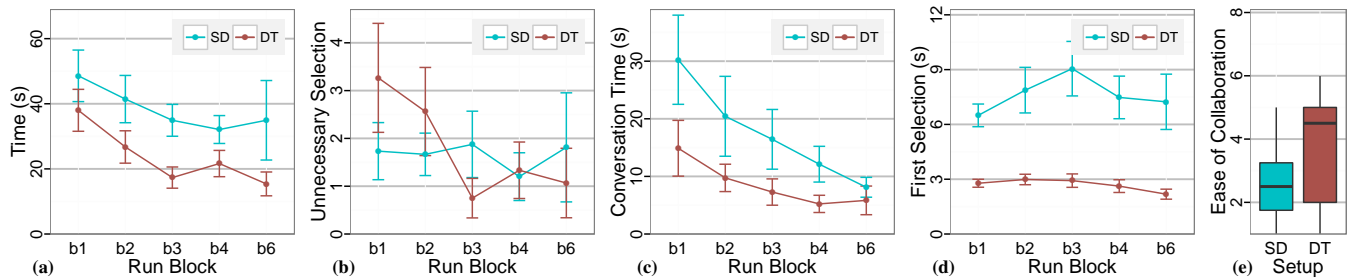 Time (s)
60
40
20
0
SD DT
b1 b2 b3 b4 b6
(a) Run Block
Unnecessary Selection
4
3
2
1
0
SD DT
b1 b2 b3 b4 b6
(b) Run Block
Conversation Time (s)
30
20
10
0
SD DT
b1 b2 b3 b4 b6
(c) Run Block
First Selection (s)
12
9
6
3
0
SD DT
b1 b2 b3 b4 b6
(d) Run Block
Ease of Collaboration
8
6
4
2
SD DT
(e) Setup